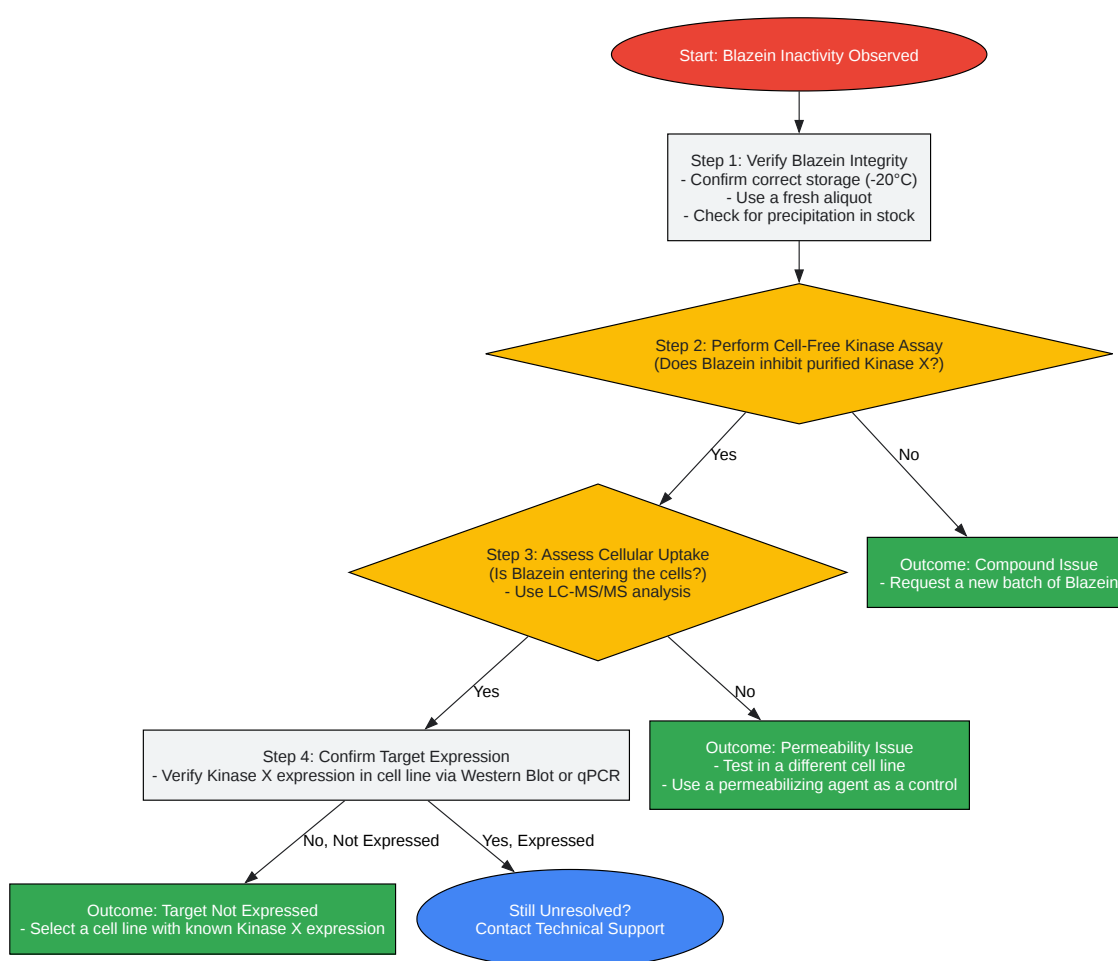 Start: Blazein Inactivity Observed
Step 1: Verify Blazein Integrity
- Confirm correct storage (-20°C)
- Use a fresh aliquot
- Check for precipitation in stock
Step 2: Perform Cell-Free Kinase Assay
(Does Blazein inhibit purified Kinase X?)
Yes
No
Step 3: Assess Cellular Uptake
(Is Blazein entering the cells?)
- Use LC-MS/MS analysis
Outcome: Compound Issue
- Request a new batch of Blazein
Yes
No
Step 4: Confirm Target Expression
- Verify Kinase X expression in cell line via Western Blot or qPCR
Outcome: Permeability Issue
- Test in a different cell line
- Use a permeabilizing agent as a control
No, Not Expressed
Yes, Expressed
Outcome: Target Not Expressed
- Select a cell line with known Kinase X expression
Still Unresolved?
Contact Technical Support